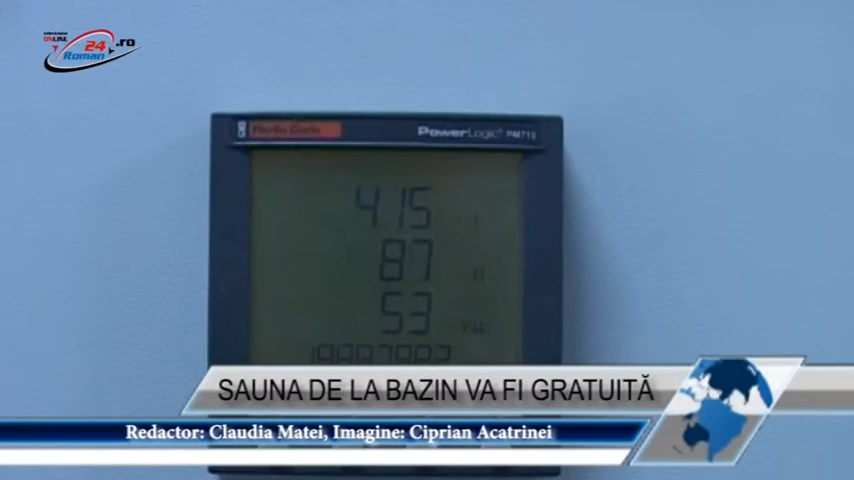 ONLINE
Roman 24 .ro
Merlin Gerin PowerLogic® PM710
415
87
53
SAUNA DE LA BAZIN VA FI GRATUITĂ
Redactor: Claudia Matei, Imagine: Ciprian Acatrinei